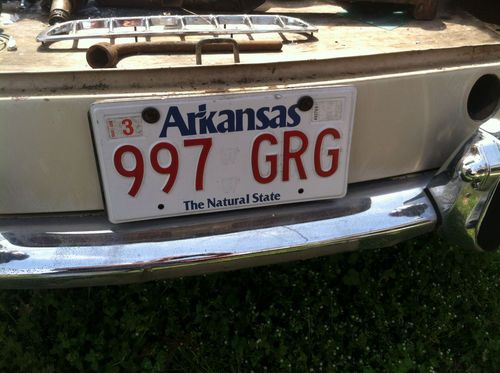 3
Arkansas
997 GRG
The Natural State